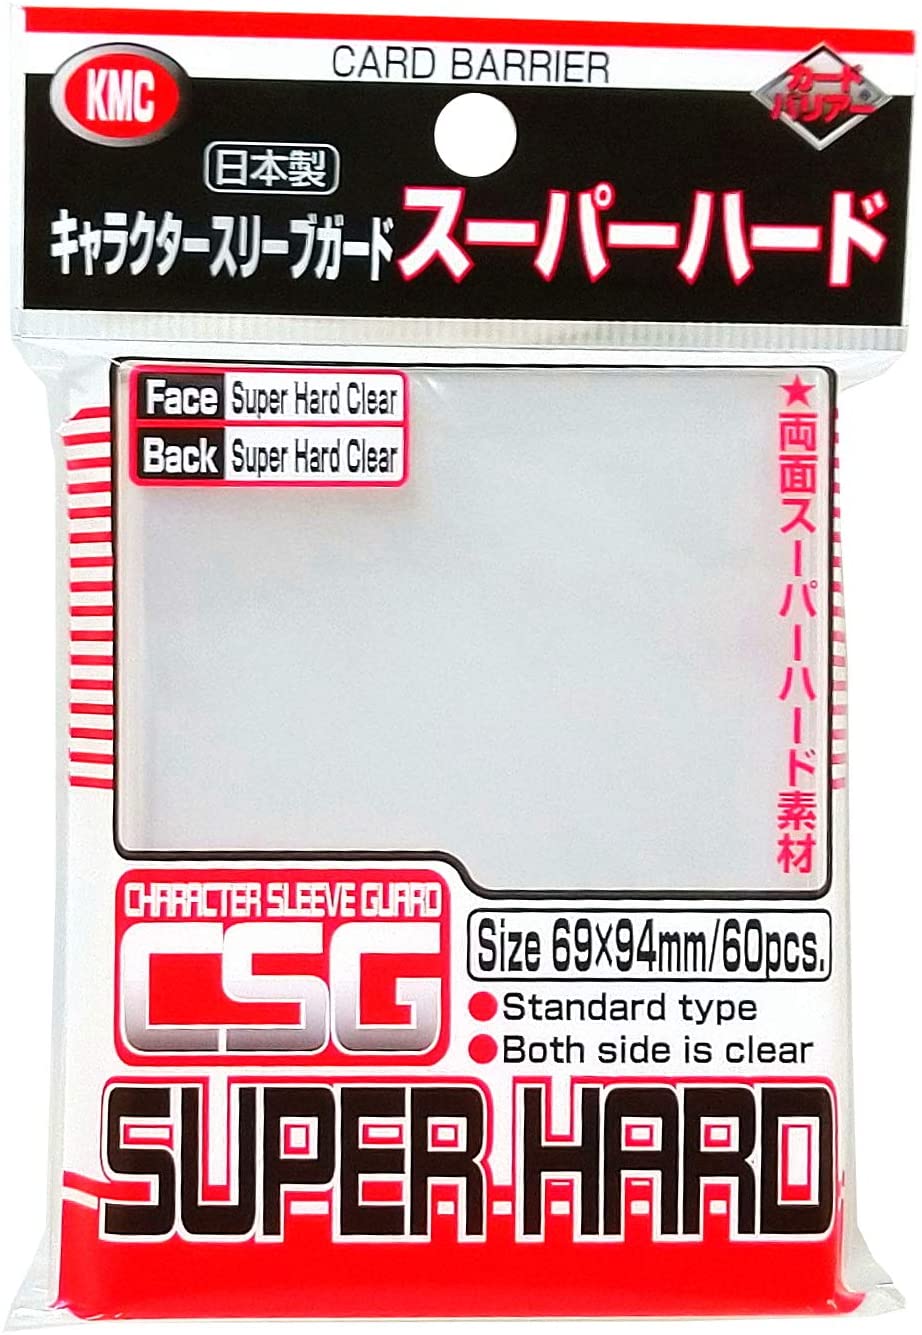 CARD BARRIER
KMC
カード
バリアー
日本製
キャラクタースリーブガード スーパーハード
Face Super Hard Clear
Back Super Hard Clear
★両面スーパーハード素材
CHARACTER SLEEVE GUARD
CSG
Size 69×94mm/60pcs.
●Standard type
●Both side is clear
SUPER HARD